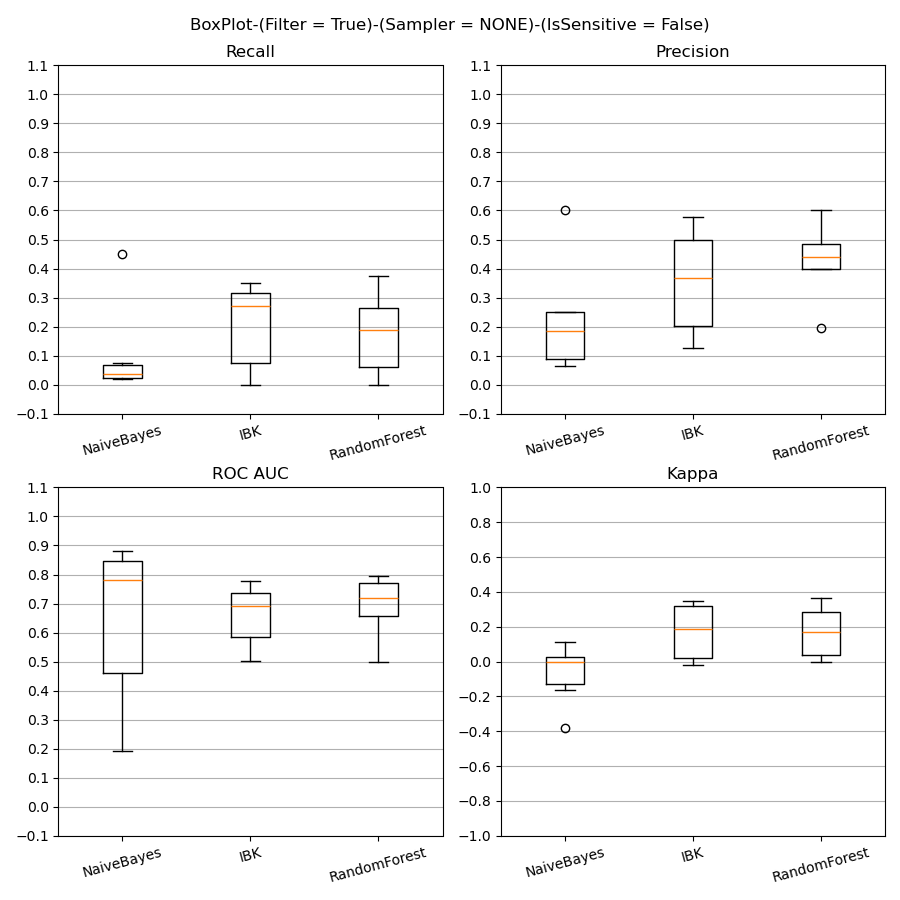 BoxPlot-(Filter = True)-(Sampler = NONE)-(IsSensitive = False)
Recall
1.1
1.0
0.9
0.8
0.7
0.6
0.5
0.4
0.3
0.2
0.1
0.0
−0.1
NaiveBayes
IBK
RandomForest
Precision
1.1
1.0
0.9
0.8
0.7
0.6
0.5
0.4
0.3
0.2
0.1
0.0
−0.1
NaiveBayes
IBK
RandomForest
ROC AUC
1.1
1.0
0.9
0.8
0.7
0.6
0.5
0.4
0.3
0.2
0.1
0.0
−0.1
NaiveBayes
IBK
RandomForest
Kappa
1.0
0.8
0.6
0.4
0.2
0.0
−0.2
−0.4
−0.6
−0.8
−1.0
NaiveBayes
IBK
RandomForest